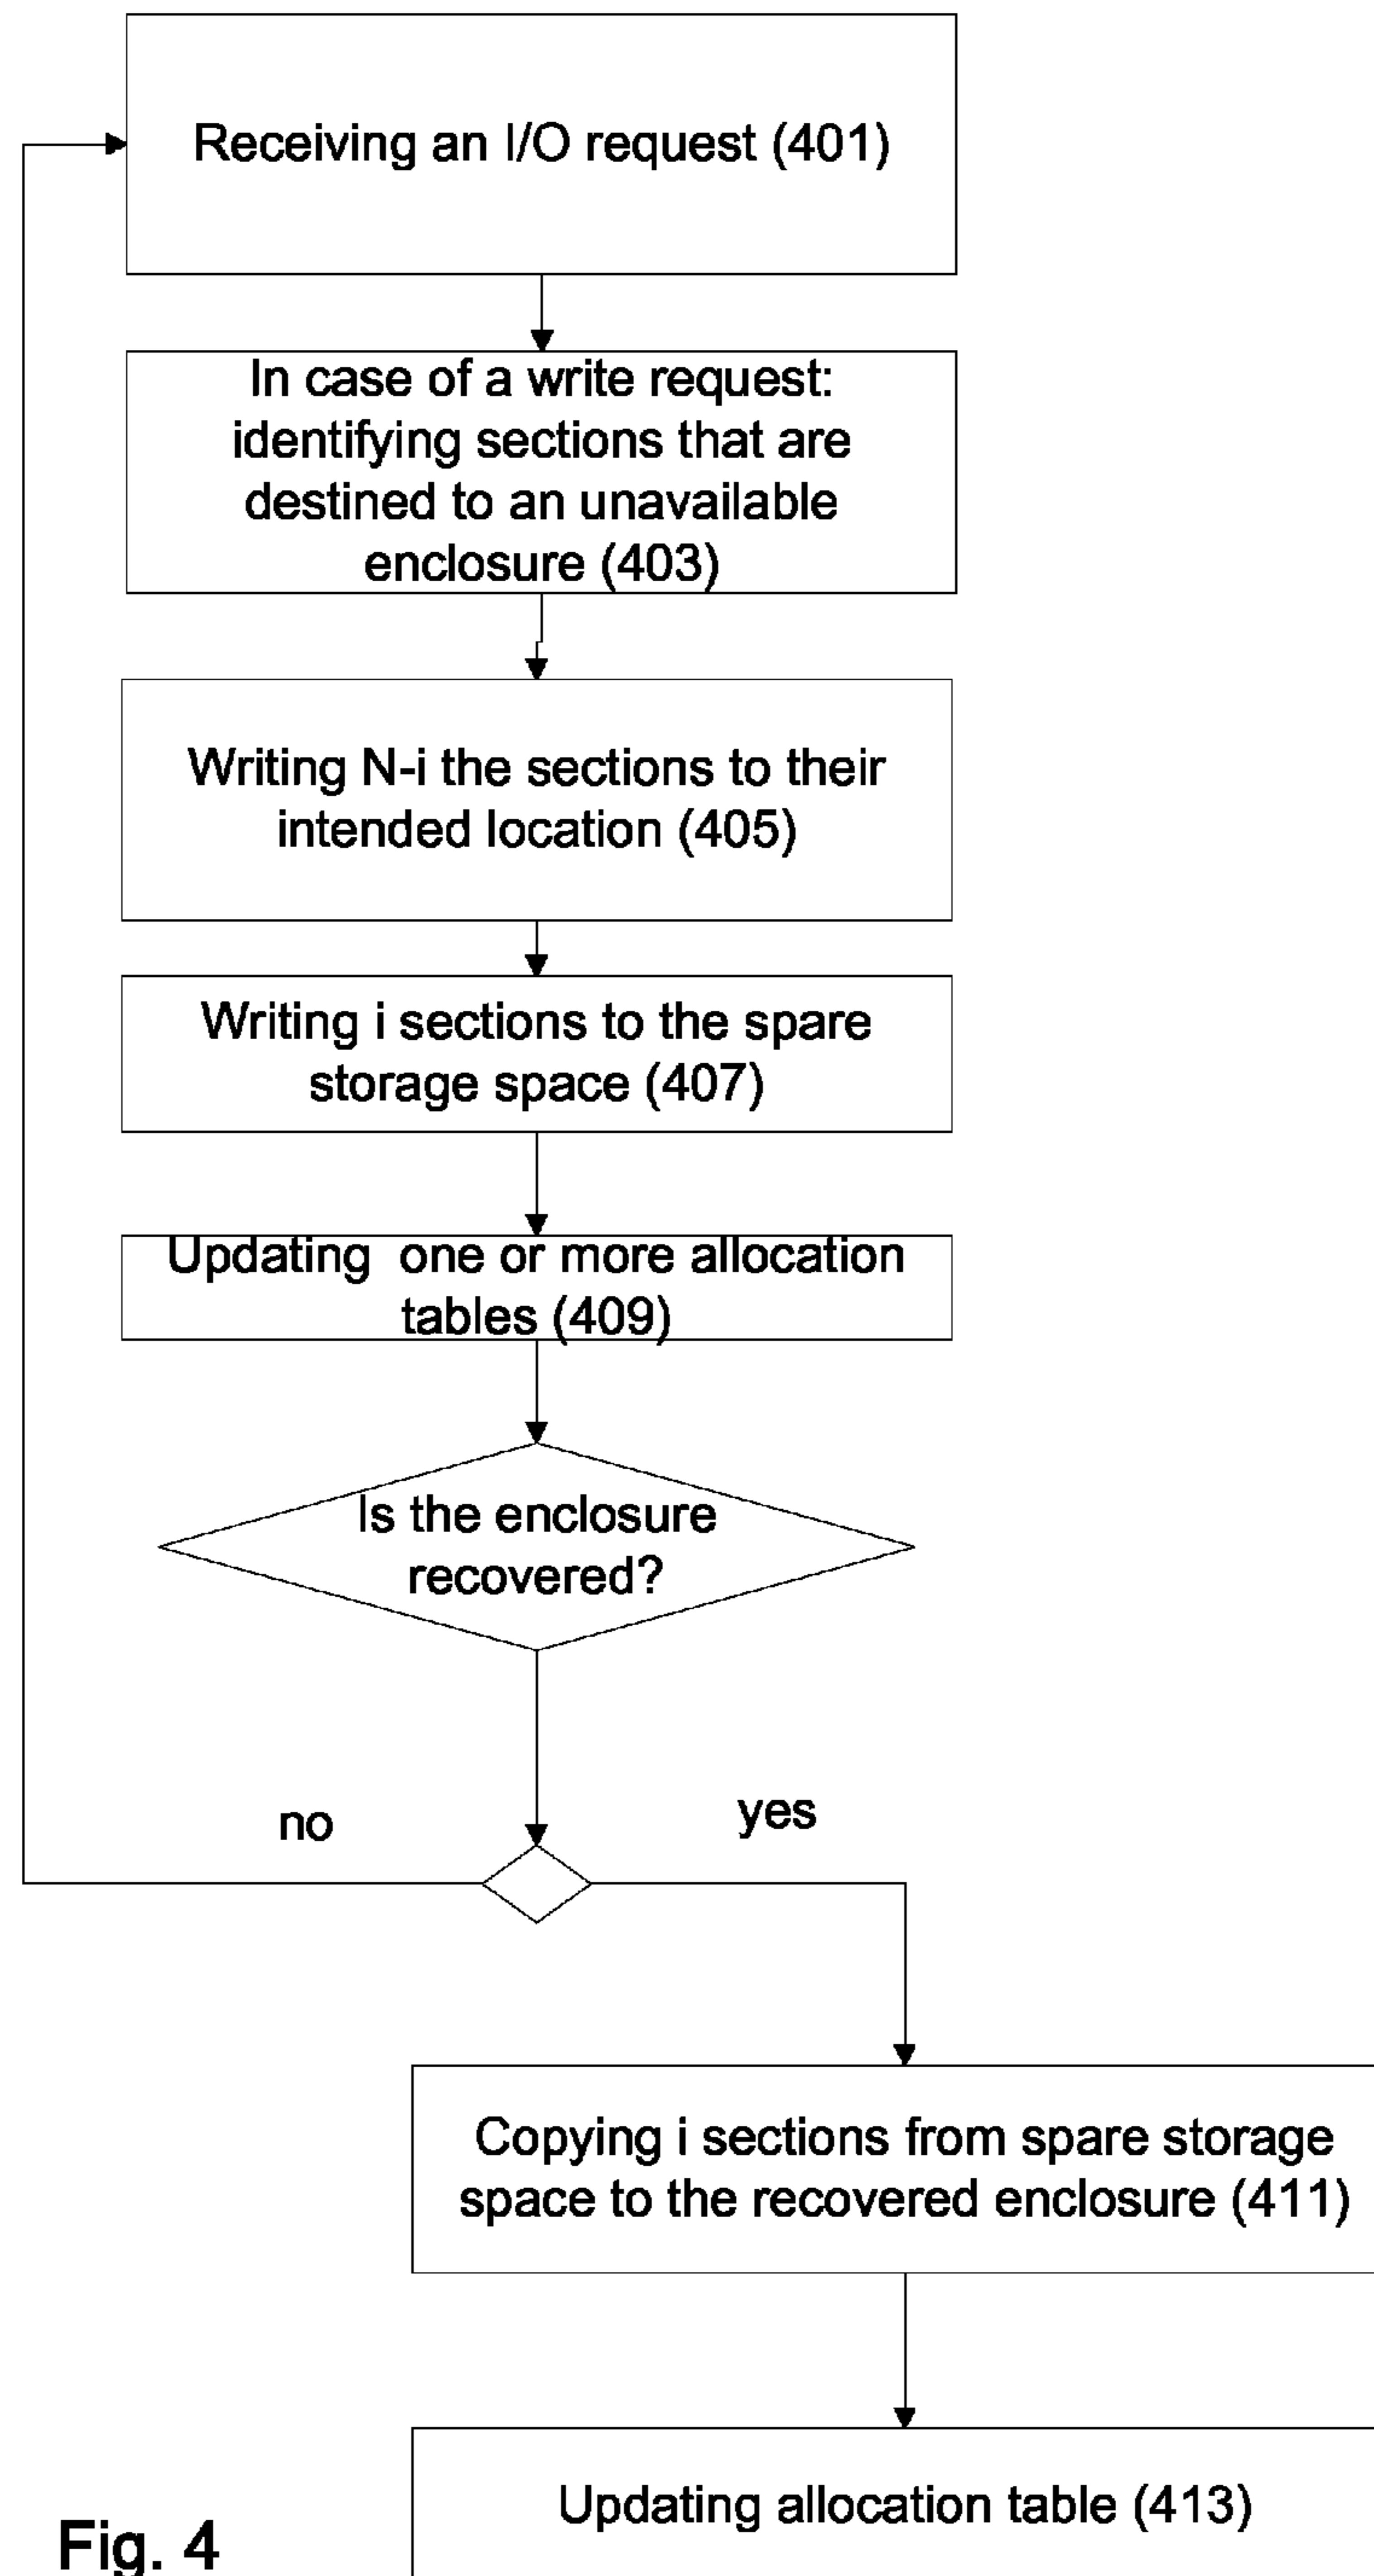 Receiving an I/O request (401)
In case of a write request:
identifying sections that are
destined to an unavailable
enclosure (403)
Writing N-i the sections to their
intended location (405)
Writing i sections to the spare
storage space (407)
Updating  one or more allocation
tables (409)
Is the enclosure
recovered?
no
yes
Copying i sections from spare storage
space to the recovered enclosure (411)
Updating allocation table (413)
Fig. 4